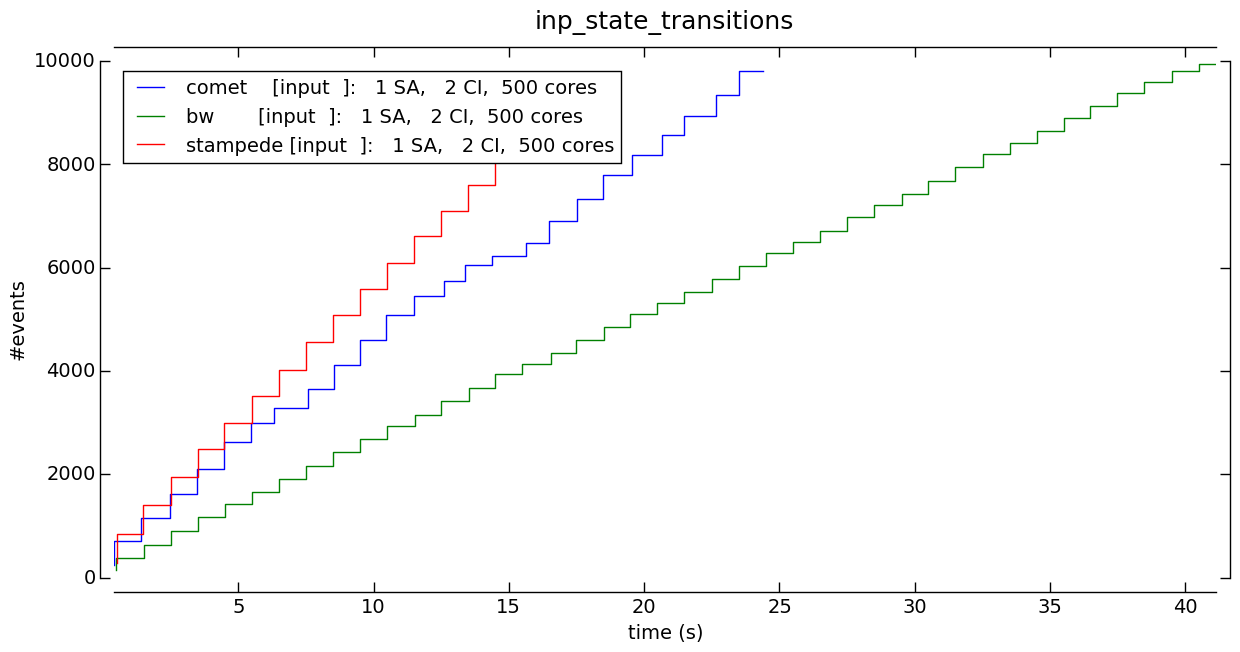 inp_state_transitions
10000
8000
6000
4000
2000
0
#events
comet    [input  ]:   1 SA,   2 CI,  500 cores
bw       [input  ]:   1 SA,   2 CI,  500 cores
stampede [input  ]:   1 SA,   2 CI,  500 cores
5 10 15 20 25 30 35 40
time (s)